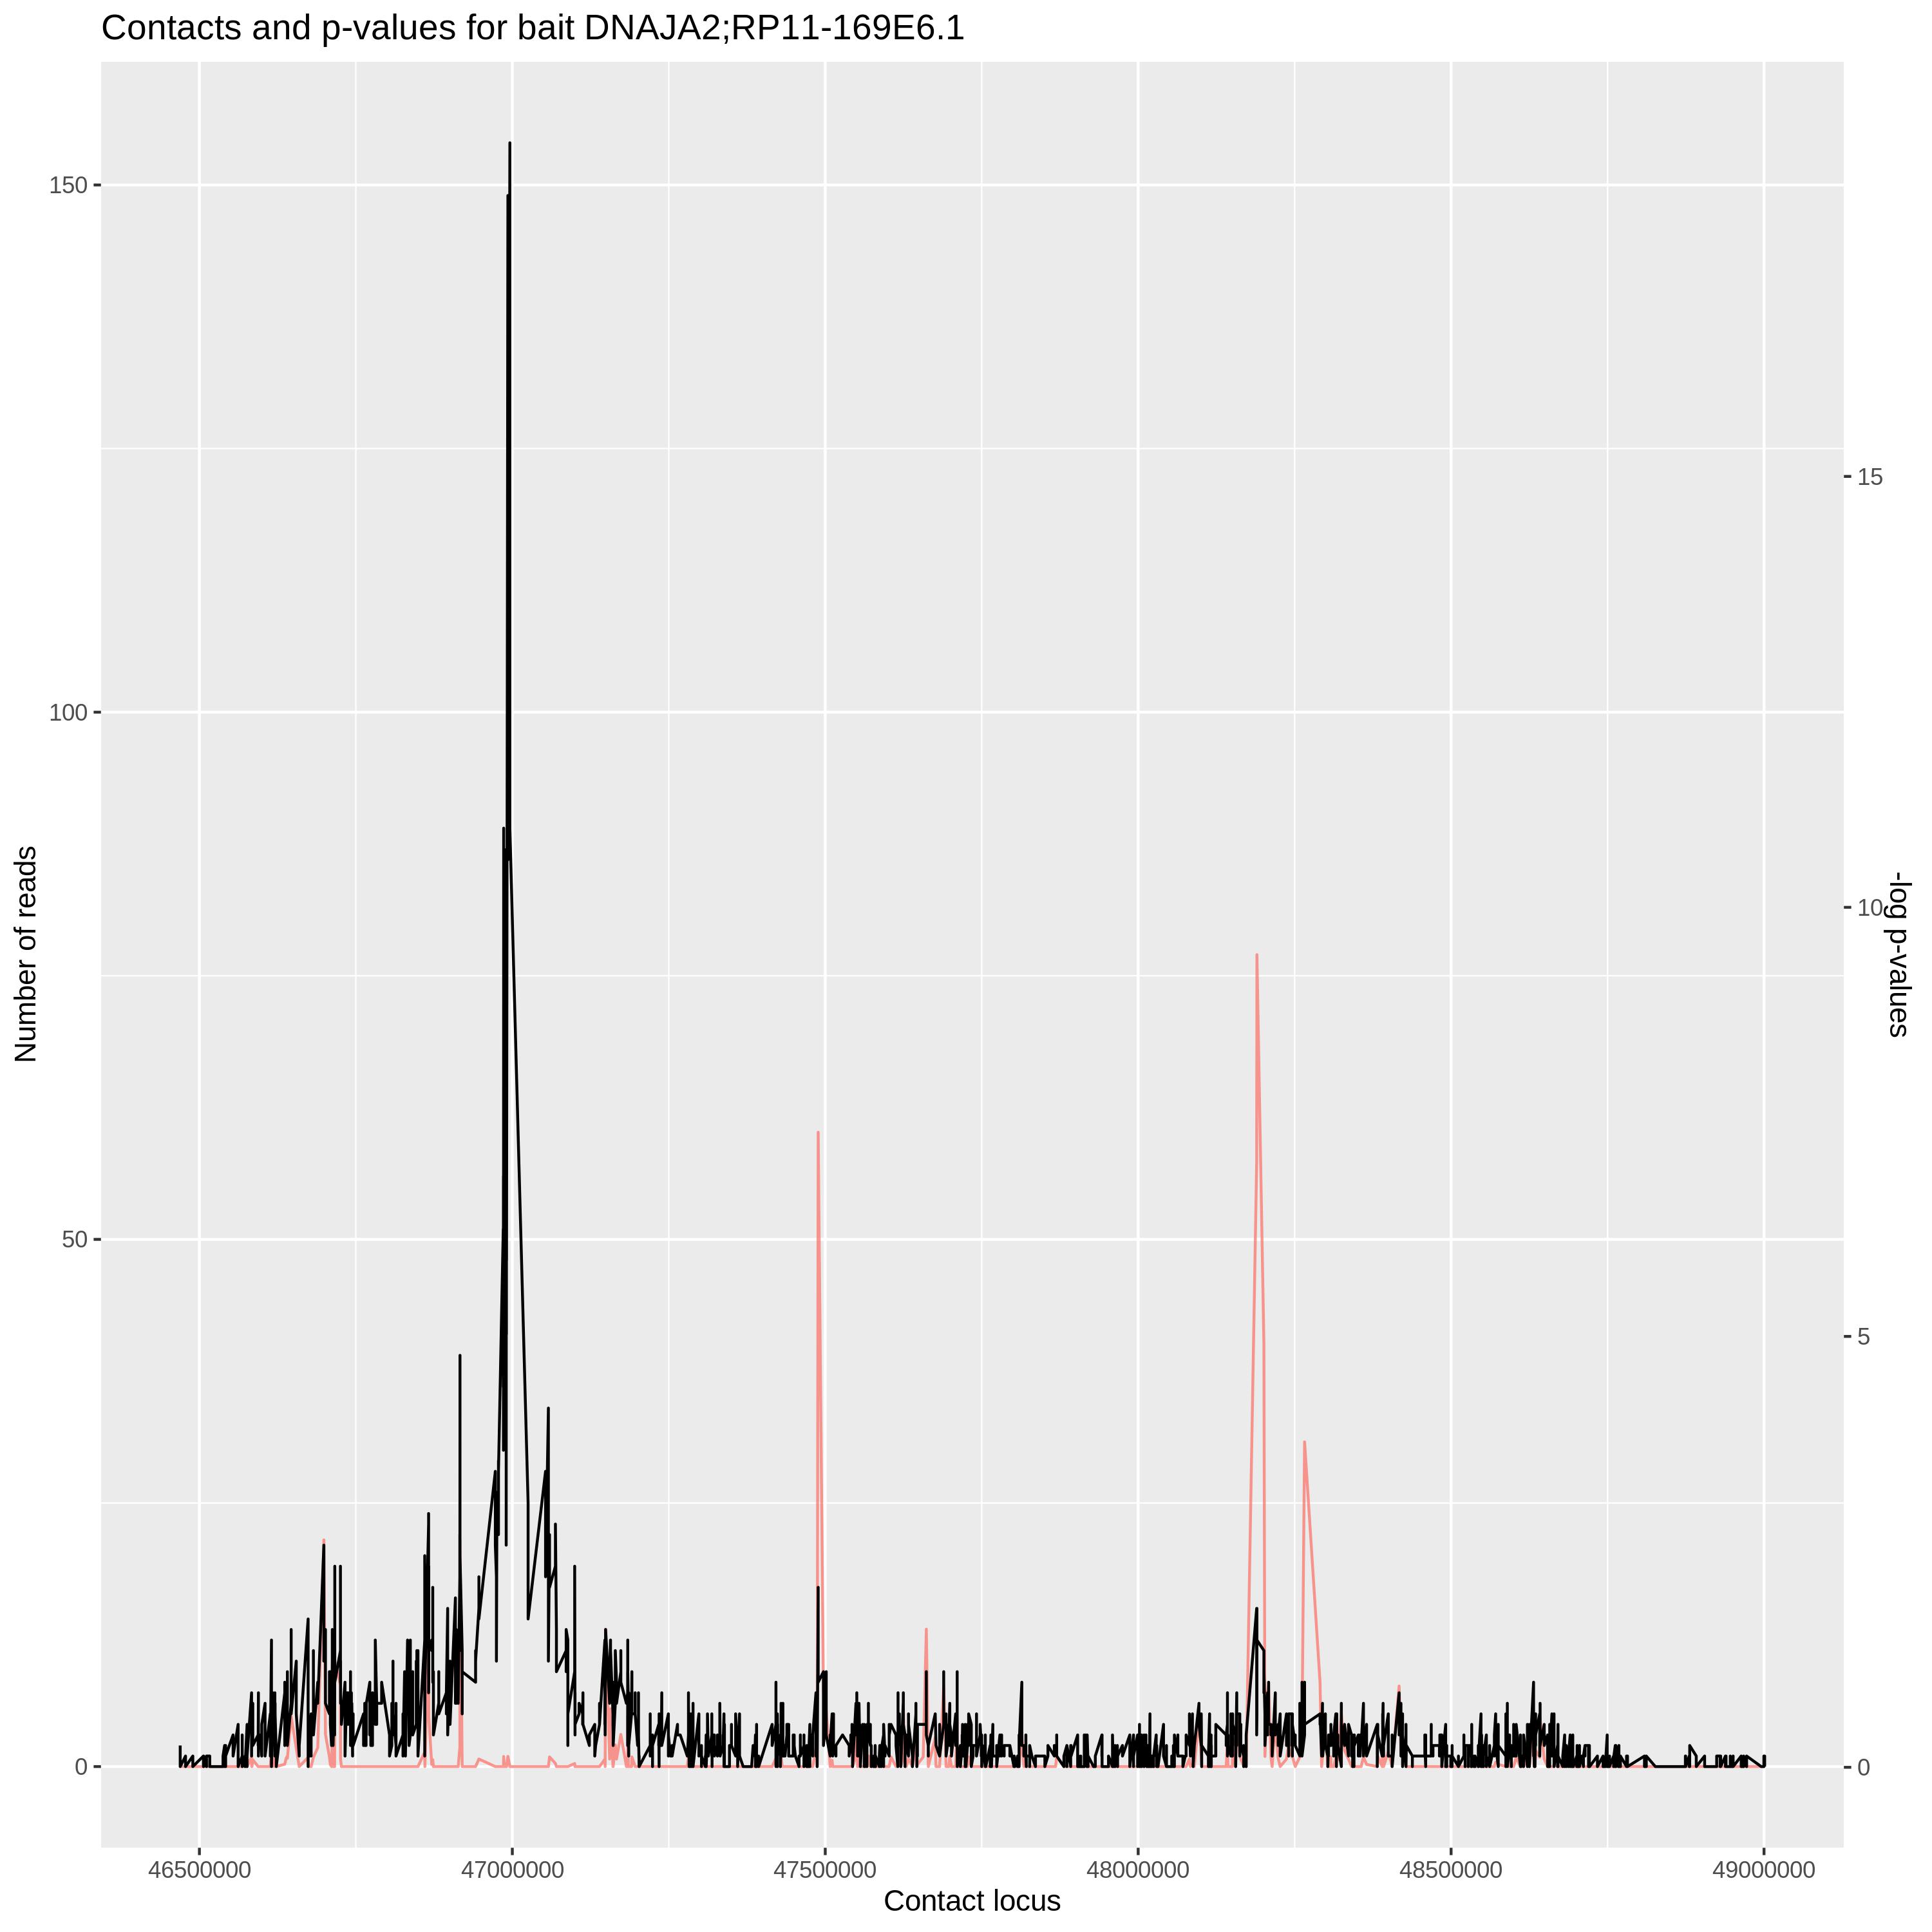 Contacts and p-values for bait DNAJA2;RP11-169E6.1
150
100
50
0
Number of reads
15
10
5
0
-log p-values
46500000 47000000 47500000 48000000 48500000 49000000
Contact locus